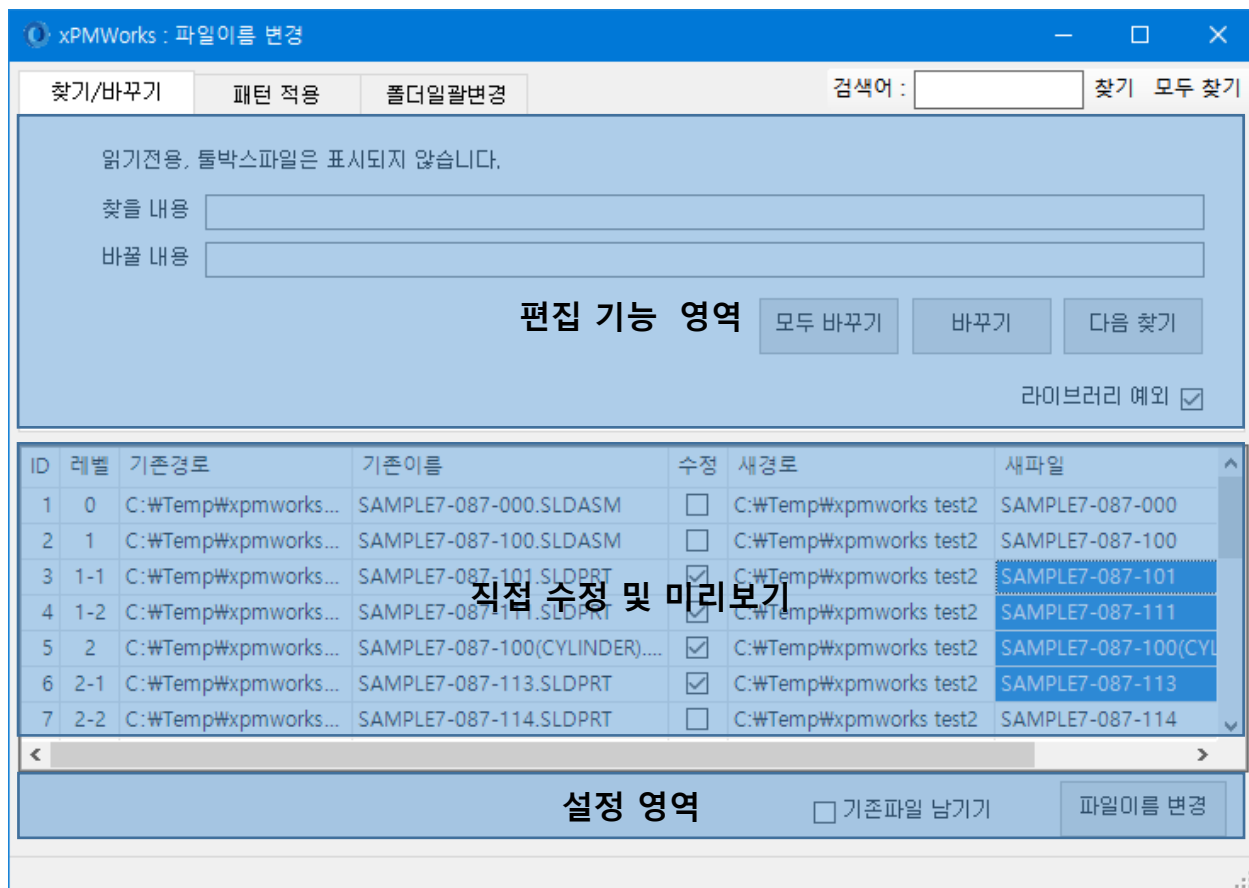 xPMWorks : 파일이름 변경
찾기/바꾸기 패턴 적용 폴더일괄변경 검색어 : 찾기 모두 찾기
읽기전용, 툴박스파일은 표시되지 않습니다.
찾을 내용
바꿀 내용
편집 기능 영역 모두 바꾸기 바꾸기 다음 찾기
라이브러리 예외
ID 레벨 기존경로 기존이름 수정 새경로 새파일
1 0 C:₩Temp₩xpmworks... SAMPLE7-087-000.SLDASM C:₩Temp₩xpmworks test2 SAMPLE7-087-000
2 1 C:₩Temp₩xpmworks... SAMPLE7-087-100.SLDASM C:₩Temp₩xpmworks test2 SAMPLE7-087-100
3 1-1 C:₩Temp₩xpmworks... SAMPLE7-087-101.SLDPRT C:₩Temp₩xpmworks test2 SAMPLE7-087-101
직접 수정 및 미리보기
4 1-2 C:₩Temp₩xpmworks... SAMPLE7-087-111.SLDPRT C:₩Temp₩xpmworks test2 SAMPLE7-087-111
5 2 C:₩Temp₩xpmworks... SAMPLE7-087-100(CYLINDER).... C:₩Temp₩xpmworks test2 SAMPLE7-087-100(CYL
6 2-1 C:₩Temp₩xpmworks... SAMPLE7-087-113.SLDPRT C:₩Temp₩xpmworks test2 SAMPLE7-087-113
7 2-2 C:₩Temp₩xpmworks... SAMPLE7-087-114.SLDPRT C:₩Temp₩xpmworks test2 SAMPLE7-087-114
설정 영역 기존파일 남기기 파일이름 변경